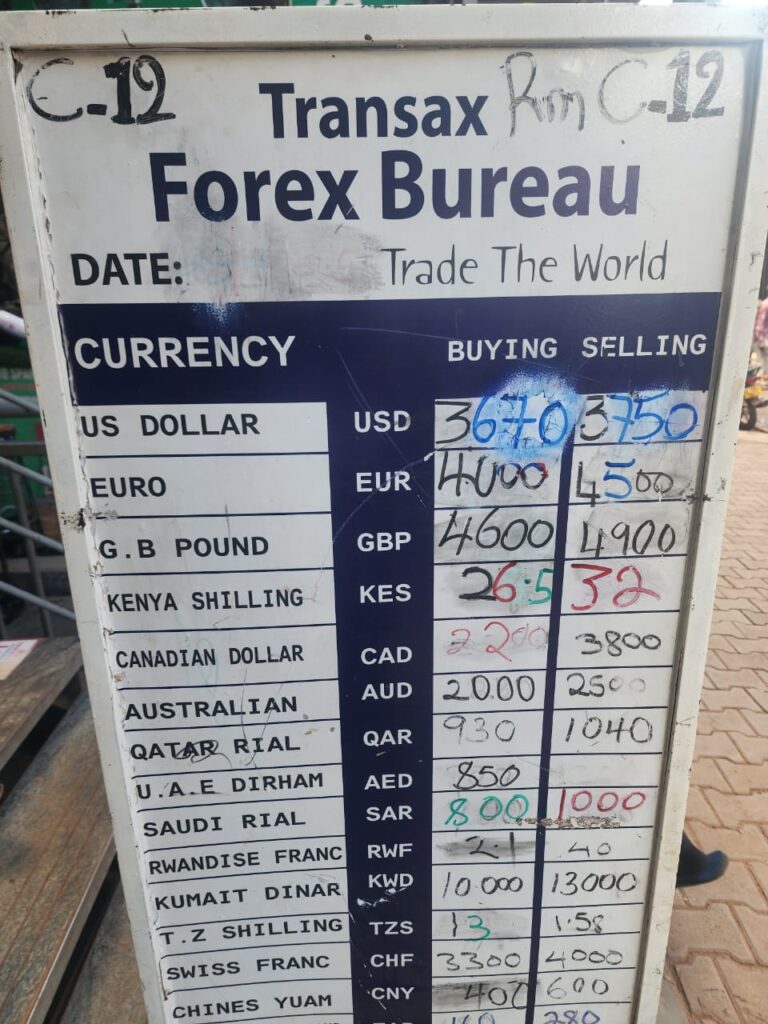 C-12
Transax Rm C-12
Forex Bureau
DATE: Trade The World
CURRENCY BUYING SELLING
US DOLLAR USD 3670 3750
EURO EUR 4000 4500
G.B POUND GBP 4600 4900
KENYA SHILLING KES 26.5 32
CANADIAN DOLLAR CAD 2200 3800
AUSTRALIAN AUD 2000 2500
QATAR RIAL QAR 930 1040
U.A.E DIRHAM AED 850
SAUDI RIAL SAR 800 1000
RWANDISE FRANC RWF 2.1 40
KUMAIT DINAR KWD 10.000 13000
T.Z SHILLING TZS 13 1.58
SWISS FRANC CHF 3300 4000
CHINES YUAM CNY 400 600
280